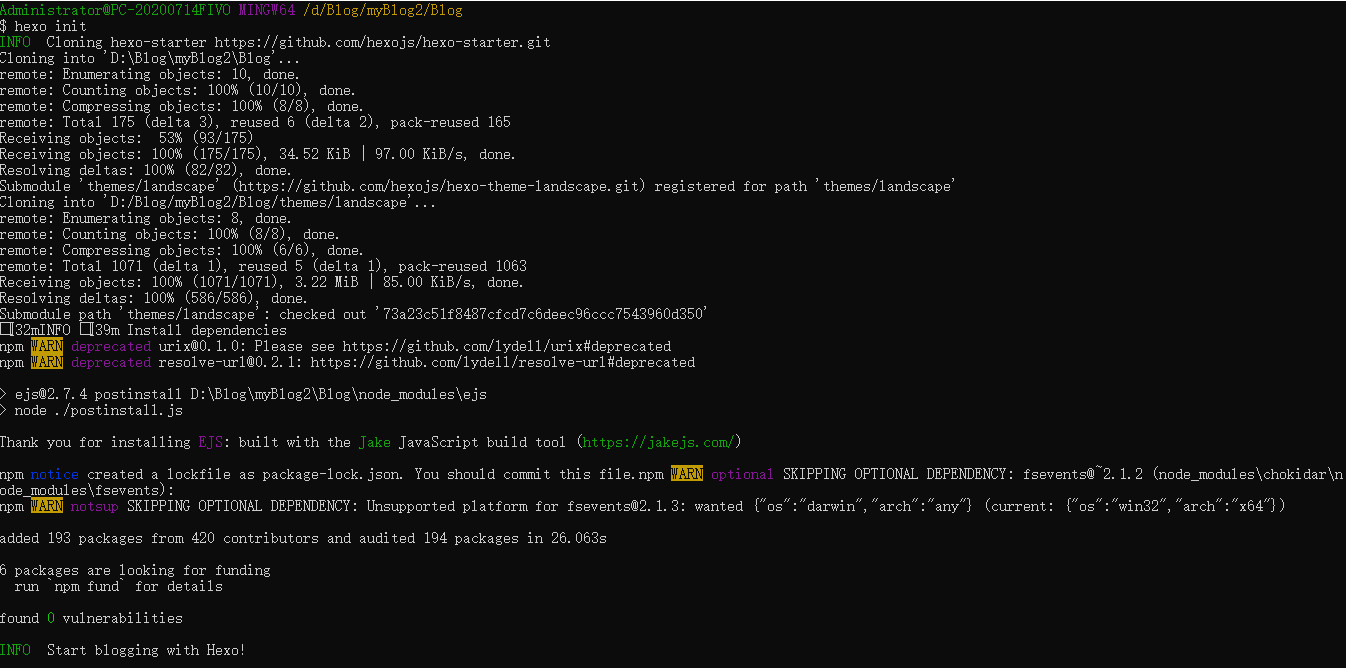 Administrator@PC-20200714FIVO MINGW64 /d/Blog/myBlog2/Blog
$ hexo init
INFO  Cloning hexo-starter https://github.com/hexojs/hexo-starter.git
Cloning into 'D:\Blog\myBlog2\Blog'...
remote: Enumerating objects: 10, done.
remote: Counting objects: 100% (10/10), done.
remote: Compressing objects: 100% (8/8), done.
remote: Total 175 (delta 3), reused 6 (delta 2), pack-reused 165
Receiving objects:  53% (93/175)
Receiving objects: 100% (175/175), 34.52 KiB | 97.00 KiB/s, done.
Resolving deltas: 100% (82/82), done.
Submodule 'themes/landscape' (https://github.com/hexojs/hexo-theme-landscape.git) registered for path 'themes/landscape'
Cloning into 'D:/Blog/myBlog2/Blog/themes/landscape'...
remote: Enumerating objects: 8, done.
remote: Counting objects: 100% (8/8), done.
remote: Compressing objects: 100% (6/6), done.
remote: Total 1071 (delta 1), reused 5 (delta 1), pack-reused 1063
Receiving objects: 100% (1071/1071), 3.22 MiB | 85.00 KiB/s, done.
Resolving deltas: 100% (586/586), done.
Submodule path 'themes/landscape': checked out '73a23c51f8487cfcd7c6deec96ccc7543960d350'
□[32mINFO □[39m Install dependencies
npm WARN deprecated urix@0.1.0: Please see https://github.com/lydell/urix#deprecated
npm WARN deprecated resolve-url@0.2.1: https://github.com/lydell/resolve-url#deprecated
> ejs@2.7.4 postinstall D:\Blog\myBlog2\Blog\node_modules\ejs
> node ./postinstall.js
Thank you for installing EJS: built with the Jake JavaScript build tool (https://jakejs.com/)
npm notice created a lockfile as package-lock.json. You should commit this file.npm WARN optional SKIPPING OPTIONAL DEPENDENCY: fsevents@~2.1.2 (node_modules\chokidar\n
ode_modules\fsevents):
npm WARN notsup SKIPPING OPTIONAL DEPENDENCY: Unsupported platform for fsevents@2.1.3: wanted {"os":"darwin","arch":"any"} (current: {"os":"win32","arch":"x64"})
added 193 packages from 420 contributors and audited 194 packages in 26.063s
6 packages are looking for funding
  run `npm fund` for details
found 0 vulnerabilities
INFO  Start blogging with Hexo!